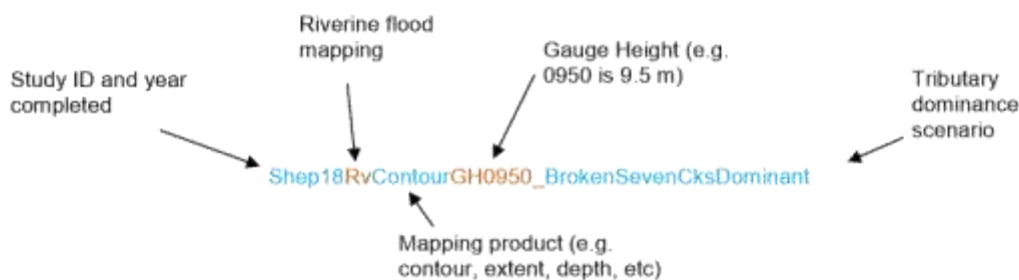 Riverine flood
mapping
Gauge Height (e.g.
0950 is 9.5 m)
Study ID and year
completed
Tributary
dominance
scenario
Shep18RvContourGH0950_BrokenSevenCksDominant
Mapping product (e.g.
contour, extent, depth, etc)